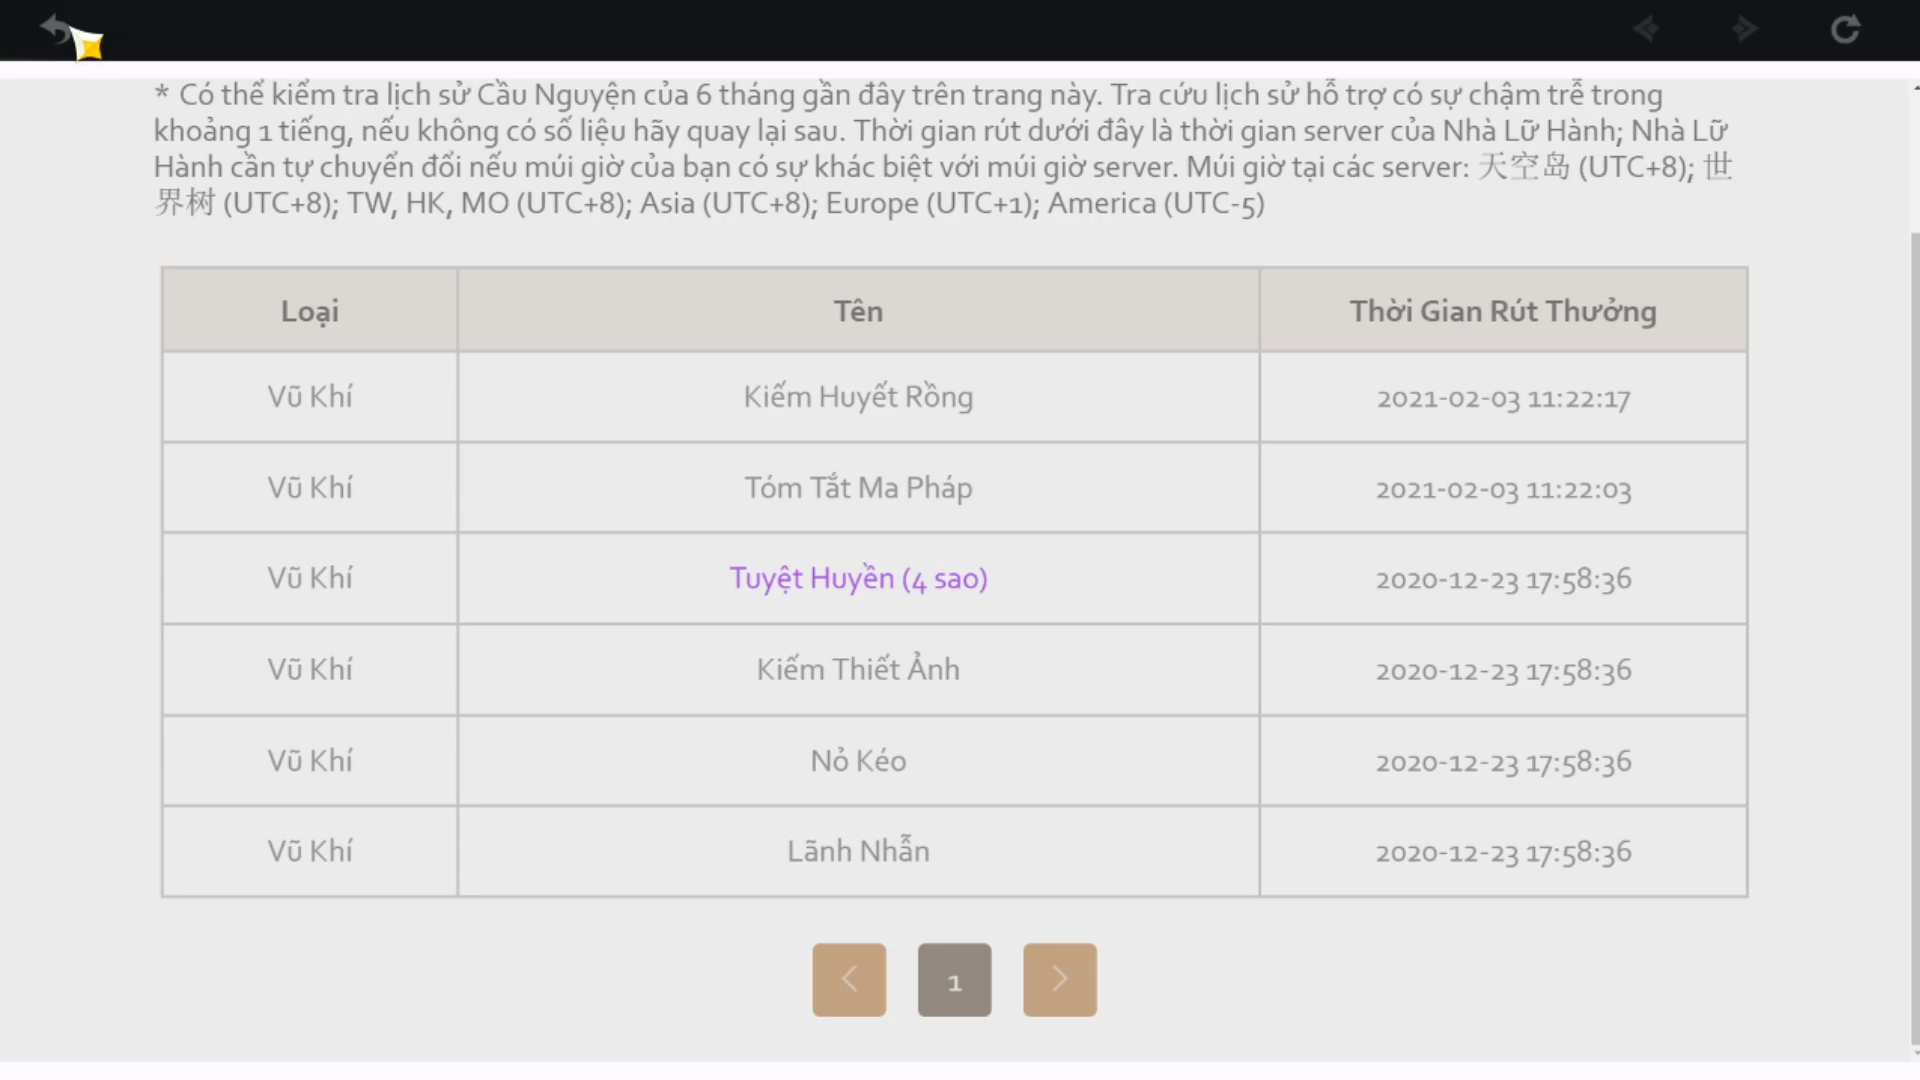 * Có thể kiểm tra lịch sử Cầu Nguyện của 6 tháng gần đây trên trang này. Tra cứu lịch sử hỗ trợ có sự chậm trễ trong
khoảng 1 tiếng, nếu không có số liệu hãy quay lại sau. Thời gian rút dưới đây là thời gian server của Nhà Lữ Hành; Nhà Lữ
Hành cần tự chuyển đổi nếu múi giờ của bạn có sự khác biệt với múi giờ server. Múi giờ tại các server: 天空岛 (UTC+8); 世
界树 (UTC+8); TW, HK, MO (UTC+8); Asia (UTC+8); Europe (UTC+1); America (UTC-5)
Loại Tên Thời Gian Rút Thưởng
Vũ Khí Kiếm Huyết Rồng 2021-02-03 11:22:17
Vũ Khí Tóm Tắt Ma Pháp 2021-02-03 11:22:03
Vũ Khí Tuyệt Huyền (4 sao) 2020-12-23 17:58:36
Vũ Khí Kiếm Thiết Ảnh 2020-12-23 17:58:36
Vũ Khí Nỏ Kéo 2020-12-23 17:58:36
Vũ Khí Lãnh Nhẫn 2020-12-23 17:58:36
1